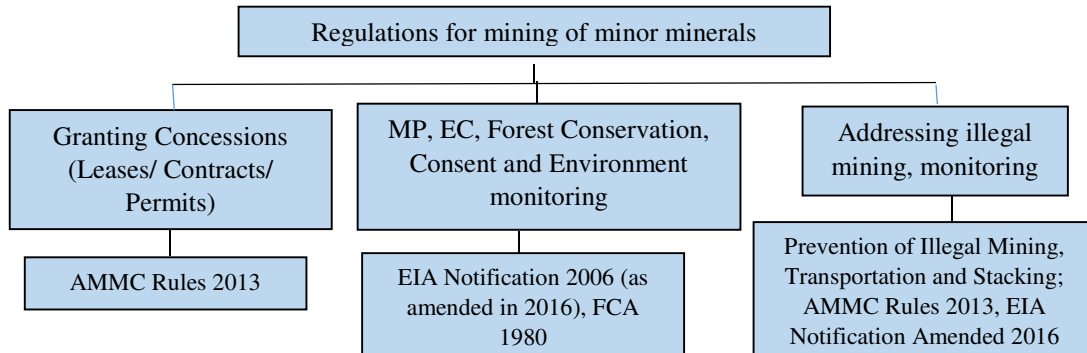 Regulations for mining of minor minerals
Granting Concessions
(Leases/ Contracts/
Permits)
AMMC Rules 2013
MP, EC, Forest Conservation,
Consent and Environment
monitoring
EIA Notification 2006 (as
amended in 2016), FCA
1980
Addressing illegal
mining, monitoring
Prevention of Illegal Mining,
Transportation and Stacking;
AMMC Rules 2013, EIA
Notification Amended 2016